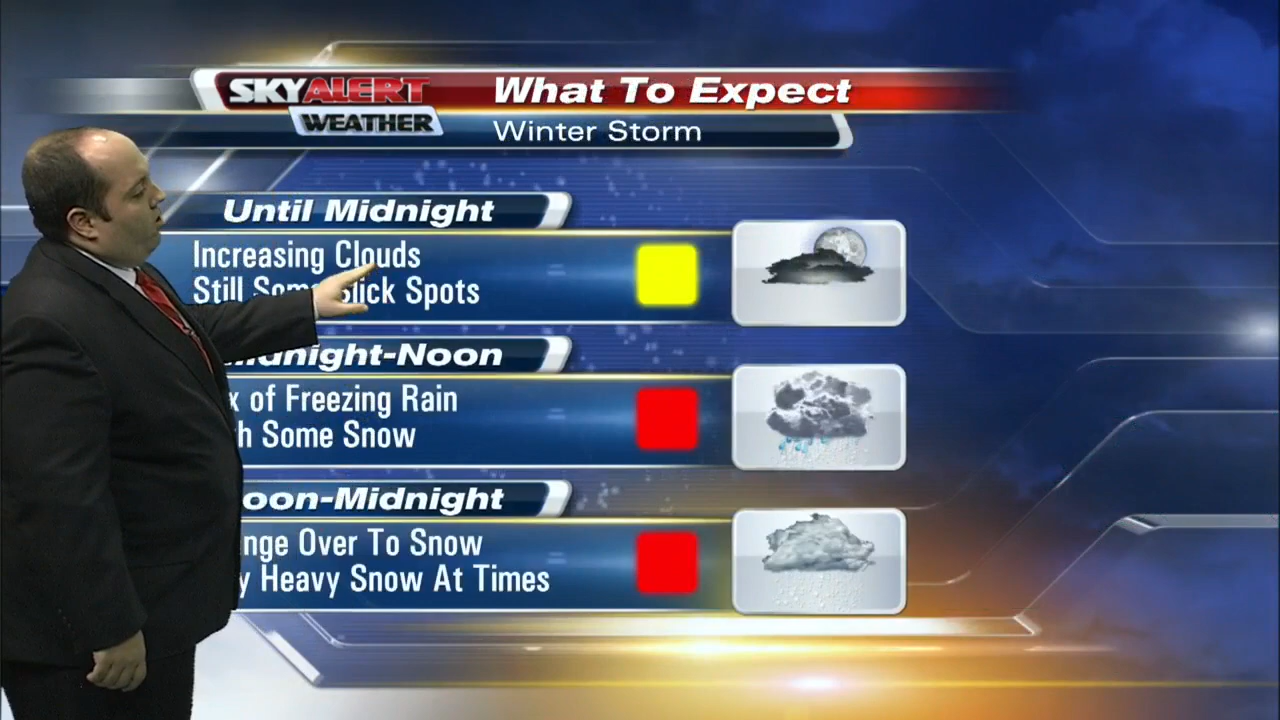 SKYALERT
WEATHER
What To Expect
Winter Storm
Until Midnight
Increasing Clouds
Still Some Slick Spots
Midnight-Noon
of Freezing Rain
Some Snow
Noon-Midnight
Over To Snow
Heavy Snow At Times